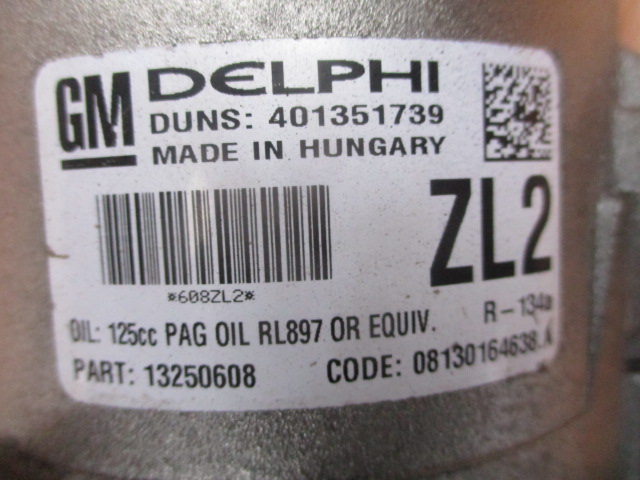 GM DELPHI
DUNS: 401351739
MADE IN HUNGARY
ZL2
*608ZL2*
OIL: 125cc PAG OIL RL897 OR EQUIV. R-134a
PART: 13250608 CODE: 08130164638.A